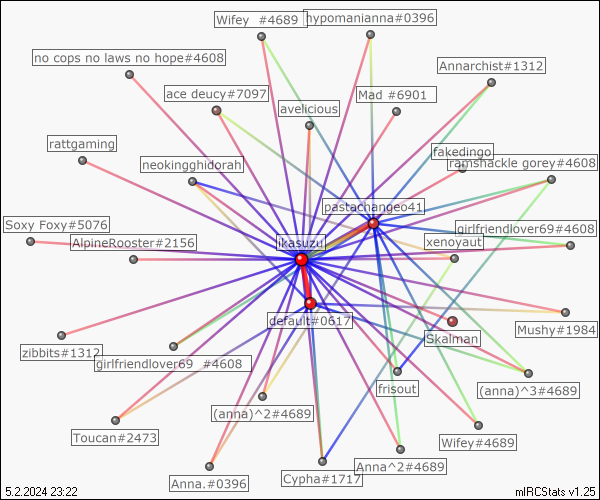 Wifey  #4689
hypomanianna#0396
no cops no laws no hope#4608
Annarchist#1312
ace deucy#7097
Mad #6901
avelicious
rattgaming
fakedingo
neokingghidorah
ramshackle gorey#4608
pastachangeo41
Soxy Foxy#5076
girlfriendlover69#4608
AlpineRooster#2156
ikasuzu
xenoyaut
default#0617
Mushy#1984
Skalman
zibbits#1312
girlfriendlover69  #4608
frisout
(anna)^3#4689
(anna)^2#4689
Toucan#2473
Wifey#4689
Anna^2#4689
Anna.#0396
Cypha#1717
5.2.2024 23:22
mIRCStats v1.25